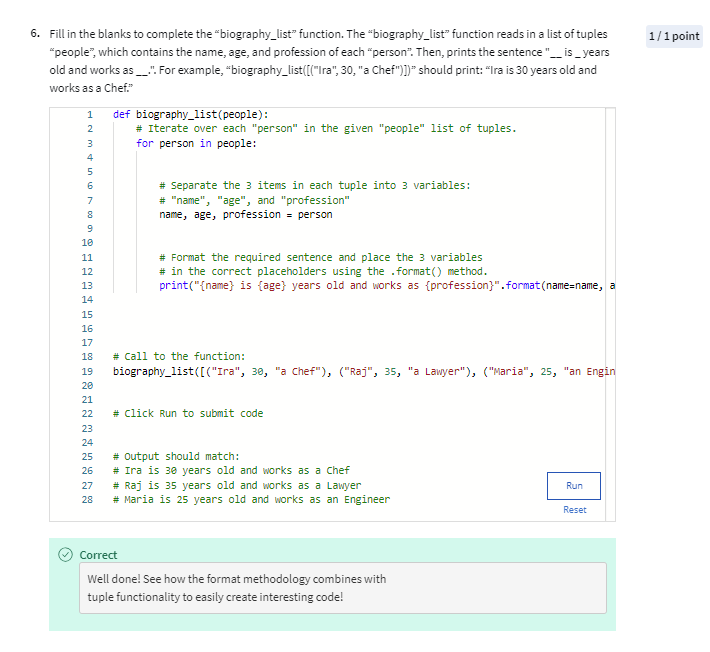 6. Fill in the blanks to complete the “biography_list” function. The “biography_list” function reads in a list of tuples
1 / 1 point
“people”, which contains the name, age, and profession of each “person”. Then, prints the sentence "__ is _ years
old and works as __.". For example, “biography_list([("Ira", 30, "a Chef")])” should print: “Ira is 30 years old and
works as a Chef.”
1 def biography_list(people):
2 # Iterate over each "person" in the given "people" list of tuples.
3 for person in people:
4
5
6 # Separate the 3 items in each tuple into 3 variables:
7 # "name", "age", and "profession"
8 name, age, profession = person
9
10
11 # Format the required sentence and place the 3 variables
12 # in the correct placeholders using the .format() method.
13 print("{name} is {age} years old and works as {profession}".format(name=name, a
14
15
16
17
18 # Call to the function:
19 biography_list([("Ira", 30, "a Chef"), ("Raj", 35, "a Lawyer"), ("Maria", 25, "an Engin
20
21
22 # Click Run to submit code
23
24
25 # Output should match:
26 # Ira is 30 years old and works as a Chef
27 # Raj is 35 years old and works as a Lawyer
28 # Maria is 25 years old and works as an Engineer
Run
Reset
Correct
Well done! See how the format methodology combines with
tuple functionality to easily create interesting code!